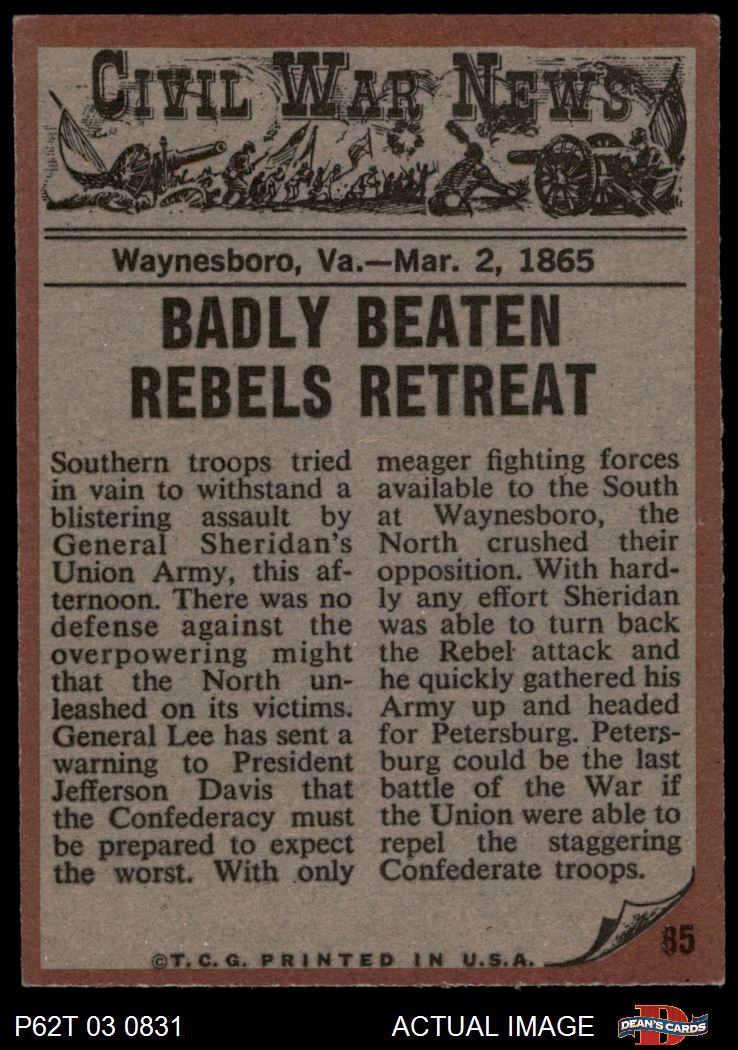 CIVIL WAR NEWS
Waynesboro, Va.—Mar. 2, 1865
BADLY BEATEN
REBELS RETREAT
Southern troops tried
in vain to withstand a
blistering assault by
General Sheridan's
Union Army, this af-
ternoon. There was no
defense against the
overpowering might
that the North un-
leashed on its victims.
General Lee has sent a
warning to President
Jefferson Davis that
the Confederacy must
be prepared to expect
the worst. With only
meager fighting forces
available to the South
at Waynesboro, the
North crushed their
opposition. With hard-
ly any effort Sheridan
was able to turn back
the Rebel attack and
he quickly gathered his
Army up and headed
for Petersburg. Peters-
burg could be the last
battle of the War if
the Union were able to
repel the staggering
Confederate troops.
85
©T.C.G. PRINTED IN U.S.A.
P62T 03 0831
ACTUAL IMAGE
D
DEAN'S CARDS